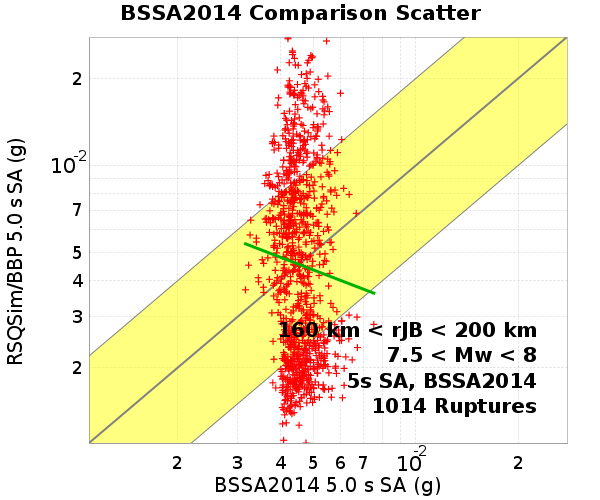 BSSA2014 Comparison Scatter
RSQSim/BBP 5.0 s SA (g)
2
10-2
7
5
4
3
2
160 km < rJB < 200 km
7.5 < Mw < 8
5s SA, BSSA2014
1014 Ruptures
2 3 4 5 6 7 10-2 2
BSSA2014 5.0 s SA (g)